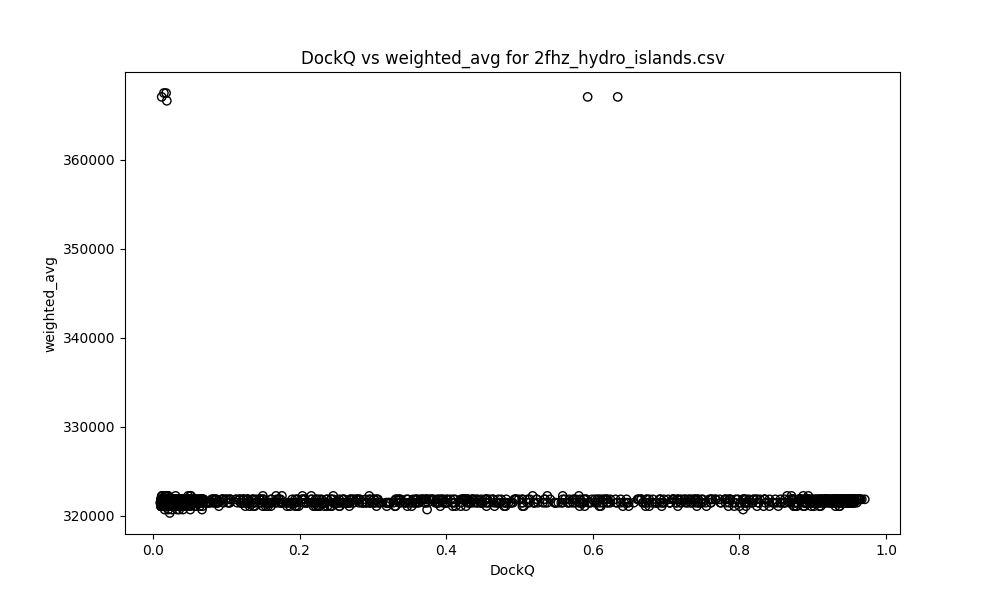 DockQ vs weighted_avg for 2fhz_hydro_islands.csv
360000
350000
340000
330000
320000
weighted_avg
0.0 0.2 0.4 0.6 0.8 1.0
DockQ